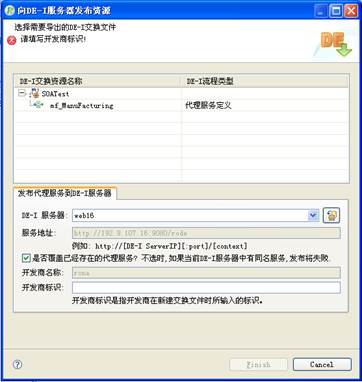 向DE-I服务器发布资源
选择需要导出的DE-I交换文件
请填写开发商标识!
DE
DE-I交换资源名称 DE-I流程类型
SOATest
mf_ManuFacturing 代理服务定义
发布代理服务到DE-I服务器
DE-I 服务器: web16
服务地址: http://192.9.107.16:9080/rode
例如: http://[DE-I ServerIP][:port]/[context]
是否覆盖已经存在的代理服务? 不选时,如果当前DE-I服务器中有同名服务,发布将失败.
开发商名称:
开发商标识:
开发商标识是指开发商在新建交换文件时所输入的标识。
Finish Cancel